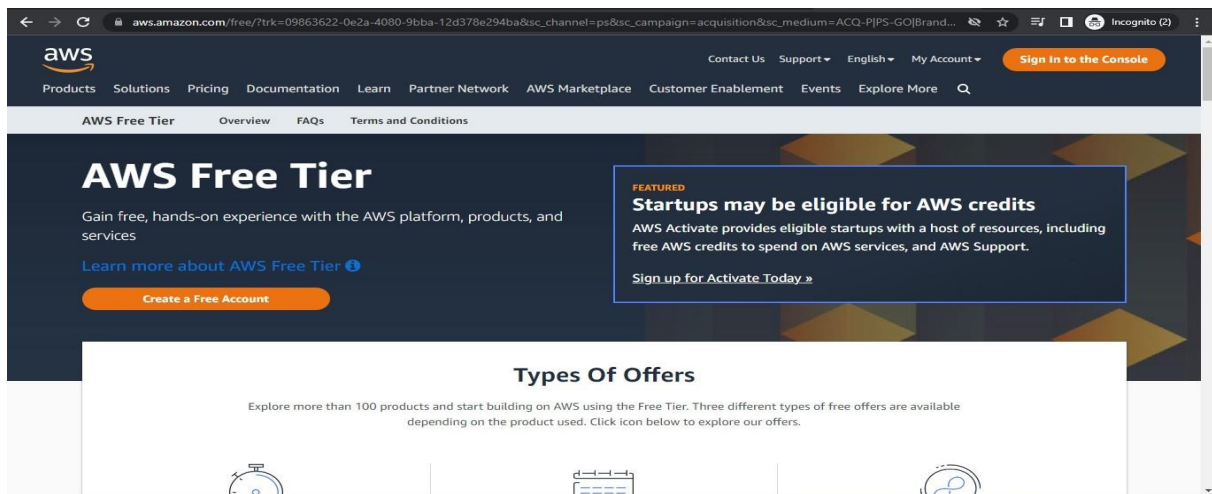 aws.amazon.com/free/?trk=09863622-0e2a-4080-9bba-12d378e294ba&sc_channel=ps&sc_campaign=acquisition&sc_medium=ACQ-P|PS-GO|Brand...
Incognito (2)
aws
Contact Us Support English My Account Sign In to the Console
Products Solutions Pricing Documentation Learn Partner Network AWS Marketplace Customer Enablement Events Explore More
AWS Free Tier Overview FAQs Terms and Conditions
AWS Free Tier
Gain free, hands-on experience with the AWS platform, products, and
services
Learn more about AWS Free Tier
Create a Free Account
FEATURED
Startups may be eligible for AWS credits
AWS Activate provides eligible startups with a host of resources, including
free AWS credits to spend on AWS services, and AWS Support.
Sign up for Activate Today »
Types Of Offers
Explore more than 100 products and start building on AWS using the Free Tier. Three different types of free offers are available
depending on the product used. Click icon below to explore our offers.